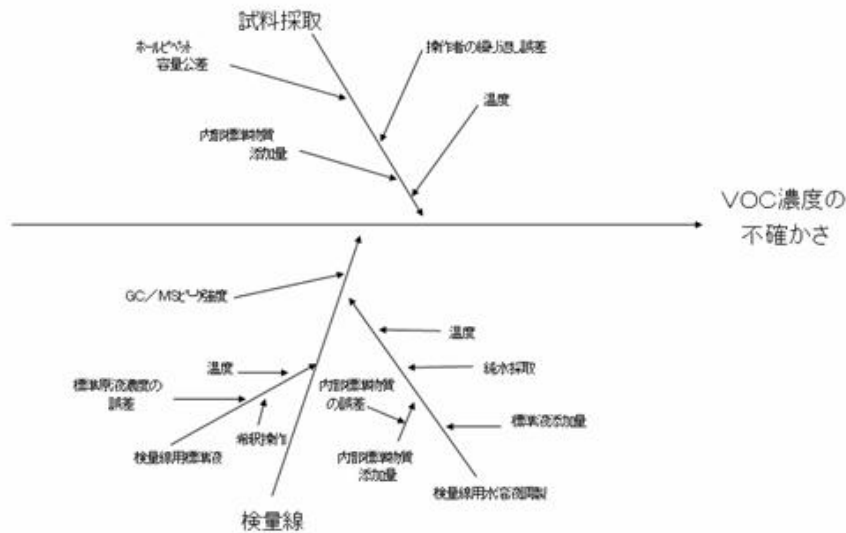 試料採取
ホールピペット
容量公差
操作者の繰り返し誤差
温度
内部標準物質
添加量
VOC濃度の
不確かさ
GC/MSピーク強度
温度
温度
標準原液濃度の
誤差
内部標準物質
の誤差
純水採取
希釈操作
標準液添加量
検量線用標準液
内部標準物質
添加量
検量線用水溶液調製
検量線